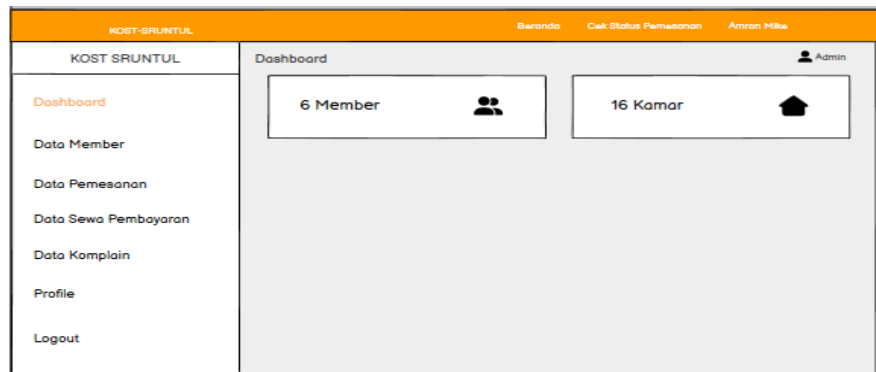 KOST-SRUNTUL
Beranda Cek Status Pemesanan Amran Mike
KOST SRUNTUL
Dashboard
Data Member
Data Pemesanan
Data Sewa Pembayaran
Data Komplain
Profile
Logout
Dashboard
Admin
6 Member
16 Kamar